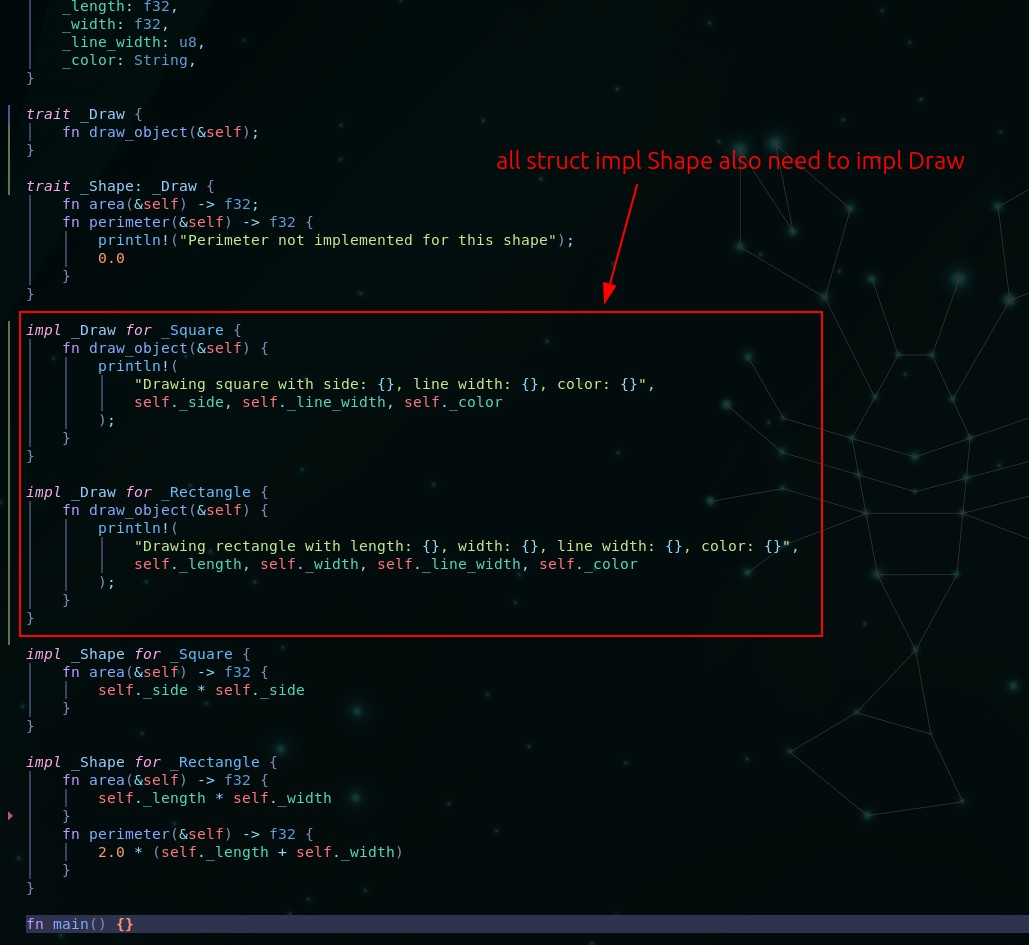 _length: f32,
    _width: f32,
    _line_width: u8,
    _color: String,
}

trait _Draw {
    fn draw_object(&self);
}

all struct impl Shape also need to impl Draw

trait _Shape: _Draw {
    fn area(&self) -> f32;
    fn perimeter(&self) -> f32 {
        println!("Perimeter not implemented for this shape");
        0.0
    }
}

impl _Draw for _Square {
    fn draw_object(&self) {
        println!(
            "Drawing square with side: {}, line width: {}, color: {}",
            self._side, self._line_width, self._color
        );
    }
}

impl _Draw for _Rectangle {
    fn draw_object(&self) {
        println!(
            "Drawing rectangle with length: {}, width: {}, line width: {}, color: {}",
            self._length, self._width, self._line_width, self._color
        );
    }
}

impl _Shape for _Square {
    fn area(&self) -> f32 {
        self._side * self._side
    }
}

impl _Shape for _Rectangle {
    fn area(&self) -> f32 {
        self._length * self._width
    }
    fn perimeter(&self) -> f32 {
        2.0 * (self._length + self._width)
    }
}

fn main() {}